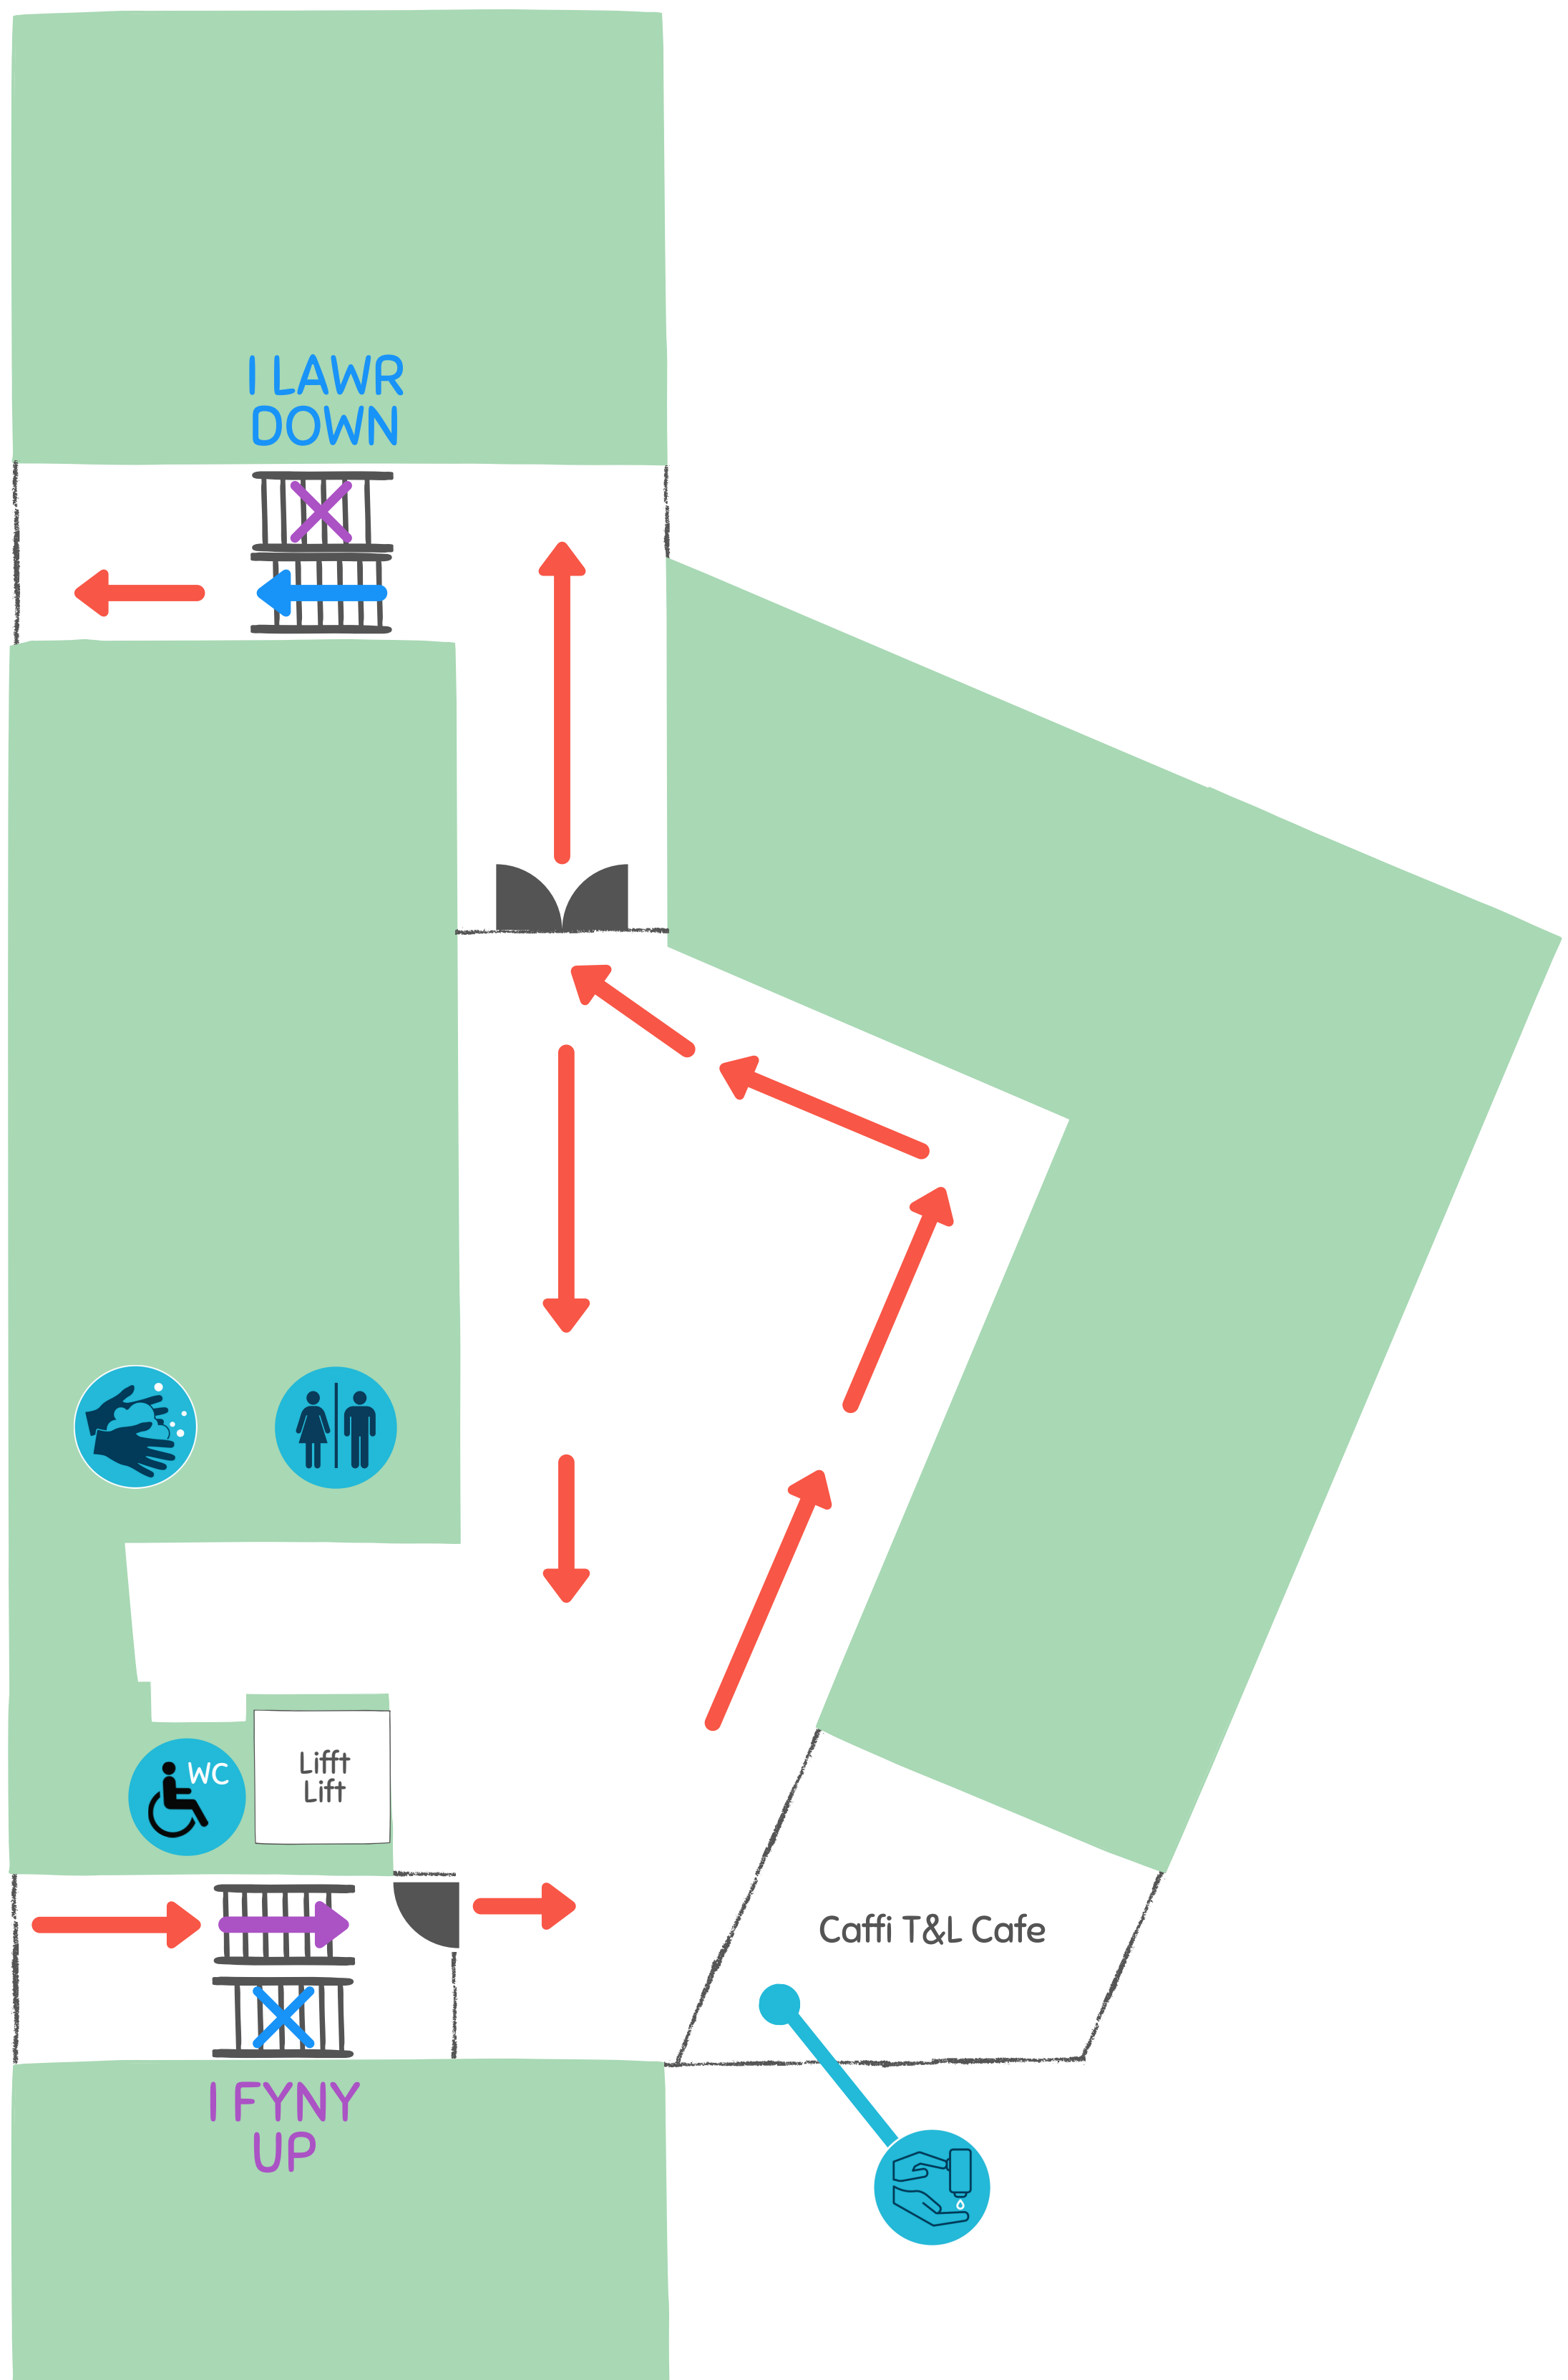 I LAWR
DOWN
WC
Lifft
Lift
Caffi T&L Cafe
I FYNY
UP